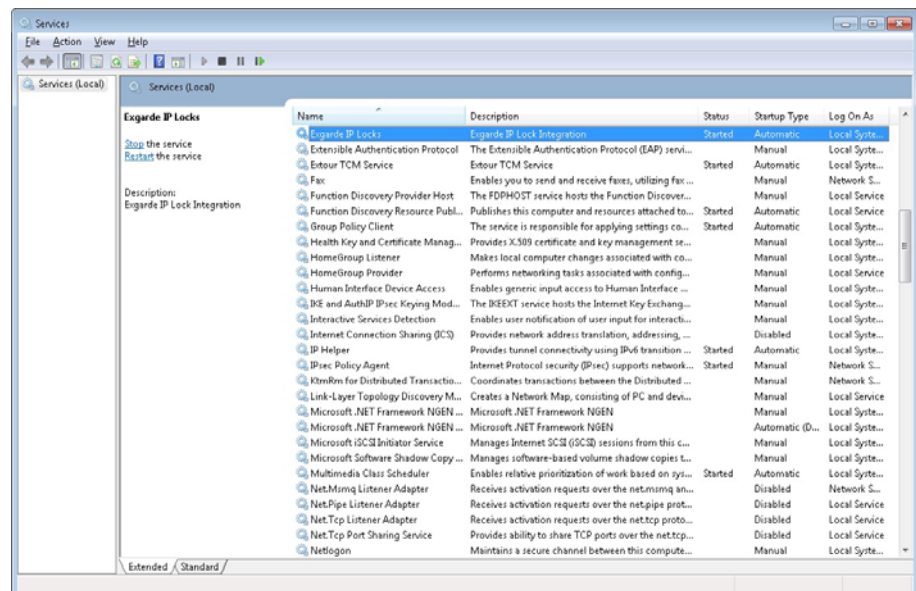 Services
File Action View Help
Services (Local)
Services (Local)
Exgarde IP Locks
Stop the service
Restart the service
Description:
Exgarde IP Lock Integration
Name Description Status Startup Type Log On As
Exgarde IP Locks Exgarde IP Lock Integration Started Automatic Local Syste...
Extensible Authentication Protocol The Extensible Authentication Protocol (EAP) servi... Manual Local Syste...
Extour TCM Service Extour TCM Service Started Automatic Local Syste...
Fax Enables you to send and receive faxes, utilizing fax ... Manual Network S...
Function Discovery Provider Host The FDPHOST service hosts the Function Discover... Manual Local Service
Function Discovery Resource Publ... Publishes this computer and resources attached to... Started Automatic Local Service
Group Policy Client The service is responsible for applying settings co... Started Automatic Local Syste...
Health Key and Certificate Manag... Provides X.509 certificate and key management se... Manual Local Syste...
HomeGroup Listener Makes local computer changes associated with co... Manual Local Syste...
HomeGroup Provider Performs networking tasks associated with config... Manual Local Service
Human Interface Device Access Enables generic input access to Human Interface ... Manual Local Syste...
IKE and AuthIP IPsec Keying Mod... The IKEEXT service hosts the Internet Key Exchang... Manual Local Syste...
Interactive Services Detection Enables user notification of user input for interacti... Manual Local Syste...
Internet Connection Sharing (ICS) Provides network address translation, addressing, ... Disabled Local Syste...
IP Helper Provides tunnel connectivity using IPv6 transition ... Started Automatic Local Syste...
IPsec Policy Agent Internet Protocol security (IPsec) supports network... Started Manual Network S...
KtmRm for Distributed Transactio... Coordinates transactions between the Distributed ... Manual Network S...
Link-Layer Topology Discovery M... Creates a Network Map, consisting of PC and devi... Manual Local Service
Microsoft .NET Framework NGEN ... Microsoft .NET Framework NGEN Manual Local Syste...
Microsoft .NET Framework NGEN ... Microsoft .NET Framework NGEN Automatic (D... Local Syste...
Microsoft iSCSI Initiator Service Manages Internet SCSI (iSCSI) sessions from this c... Manual Local Syste...
Microsoft Software Shadow Copy ... Manages software-based volume shadow copies t... Manual Local Syste...
Multimedia Class Scheduler Enables relative prioritization of work based on sys... Started Automatic Local Syste...
Net.Msmq Listener Adapter Receives activation requests over the net.msmq an... Disabled Network S...
Net.Pipe Listener Adapter Receives activation requests over the net.pipe prot... Disabled Local Service
Net.Tcp Listener Adapter Receives activation requests over the net.tcp proto... Disabled Local Service
Net.Tcp Port Sharing Service Provides ability to share TCP ports over the net.tcp... Disabled Local Service
Netlogon Maintains a secure channel between this compute... Manual Local Syste...
Extended Standard